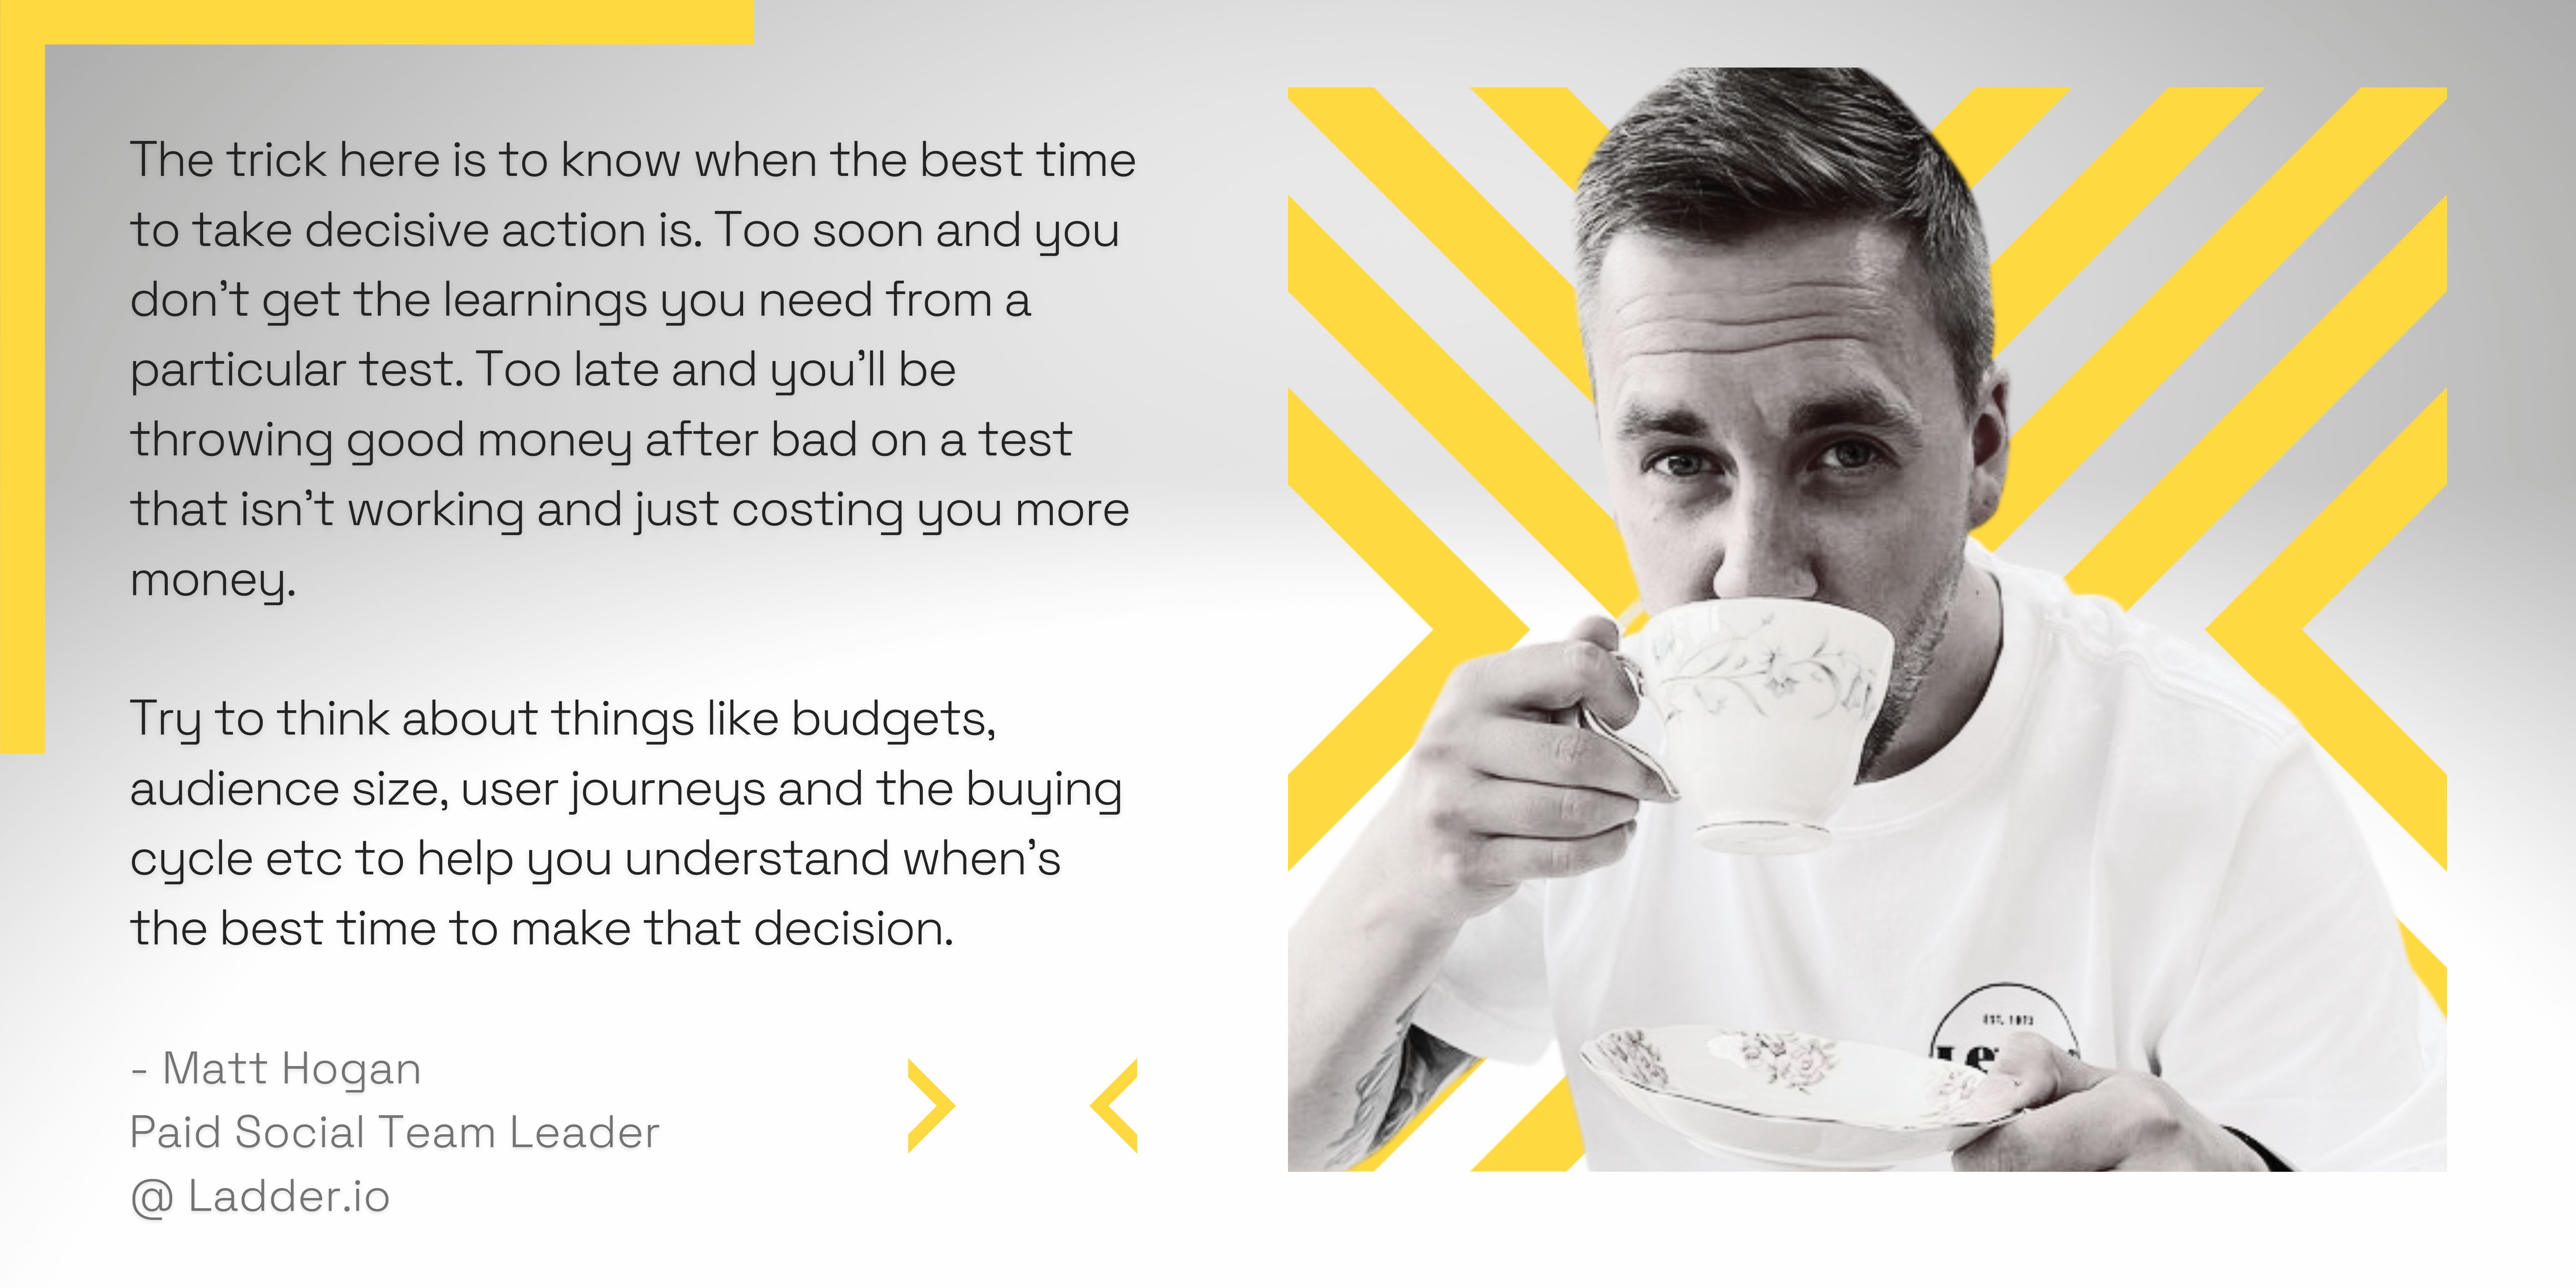 The trick here is to know when the best time
to take decisive action is. Too soon and you
don’t get the learnings you need from a
particular test. Too late and you’ll be
throwing good money after bad on a test
that isn’t working and just costing you more
money.
Try to think about things like budgets,
audience size, user journeys and the buying
cycle etc to help you understand when’s
the best time to make that decision.
- Matt Hogan
Paid Social Team Leader
@ Ladder.io
EST. 1873